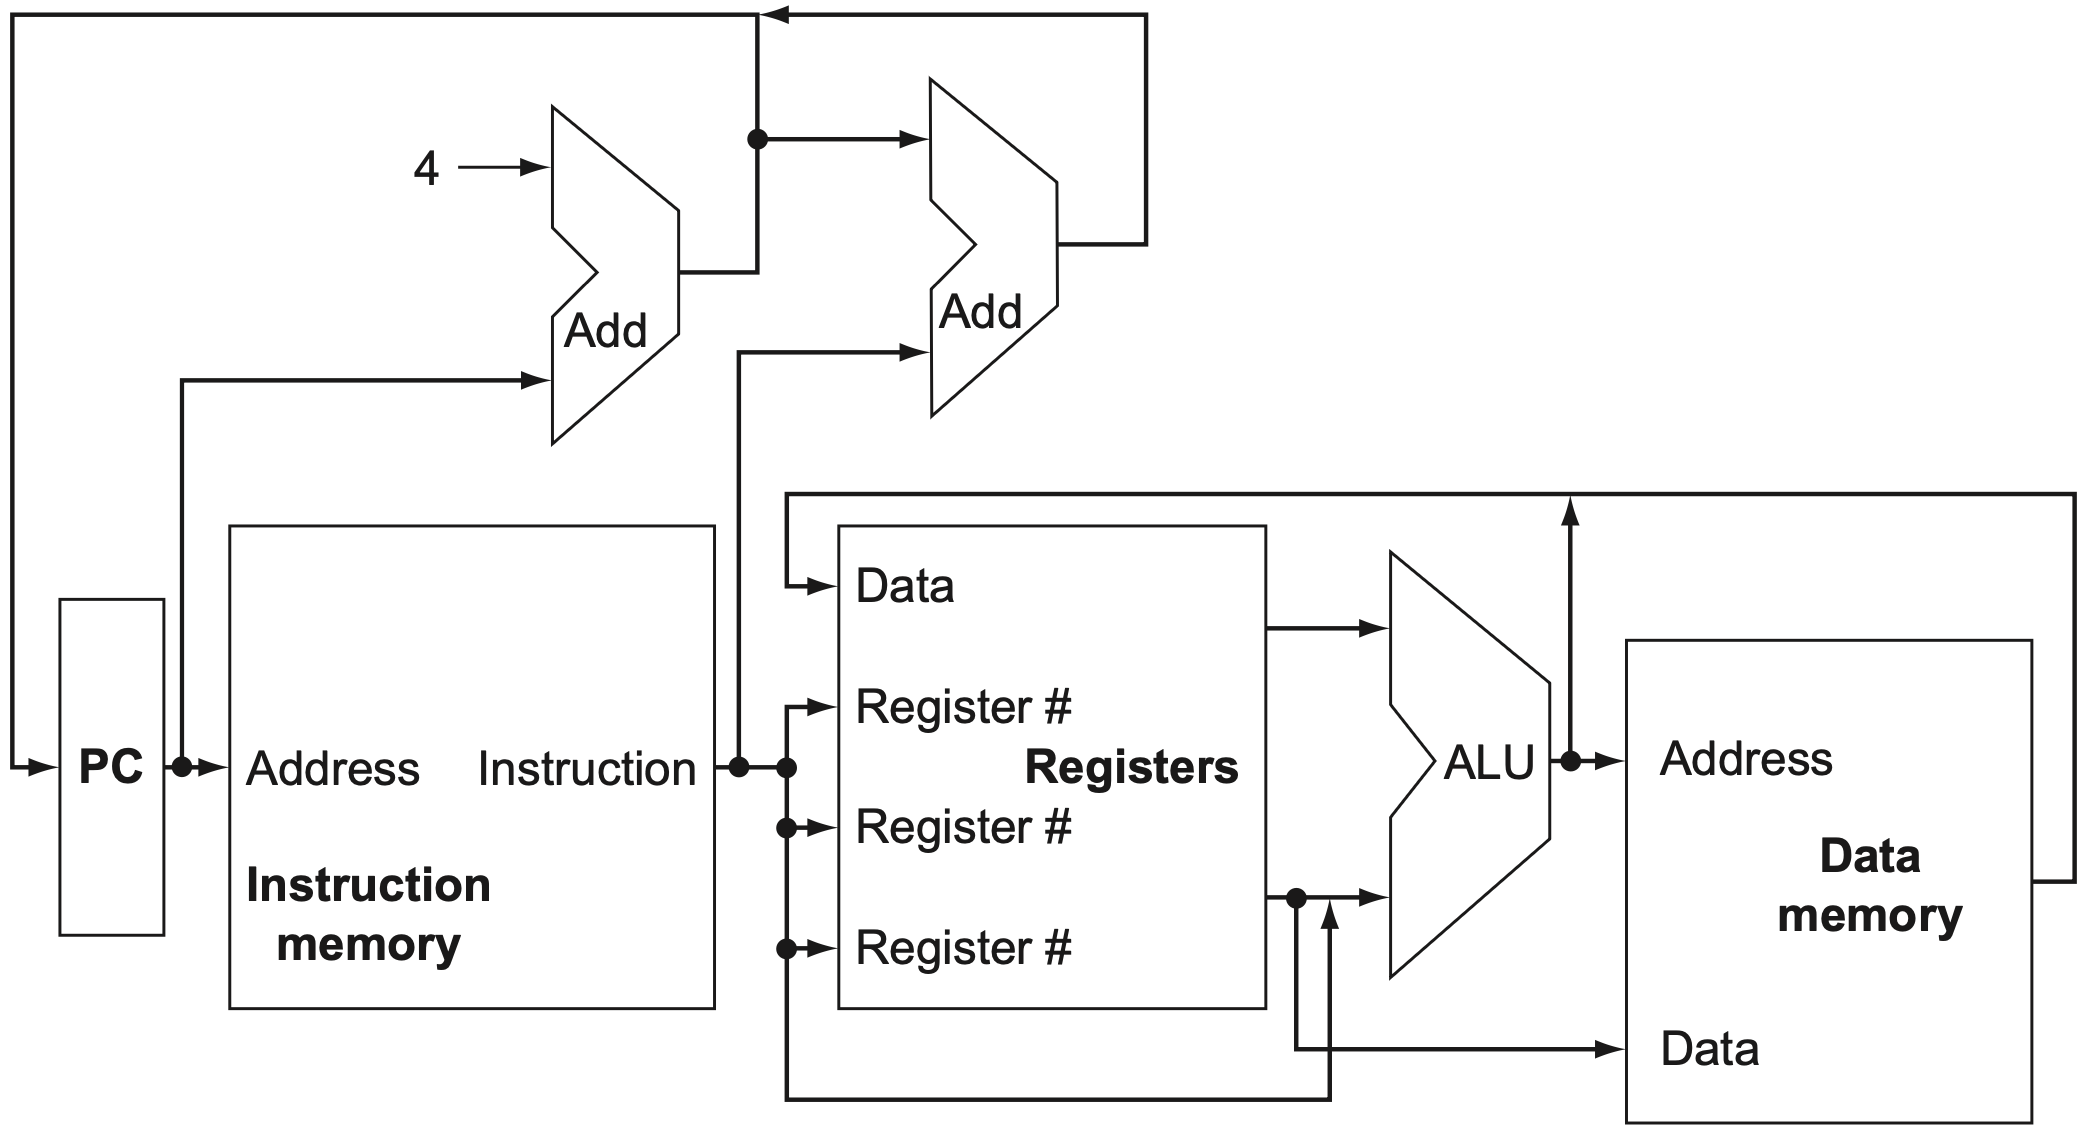 4
Add
Add
Data
Register #
PC
Address
Instruction
Registers
ALU
Address
Register #
Instruction
memory
Data
memory
Register #
Data